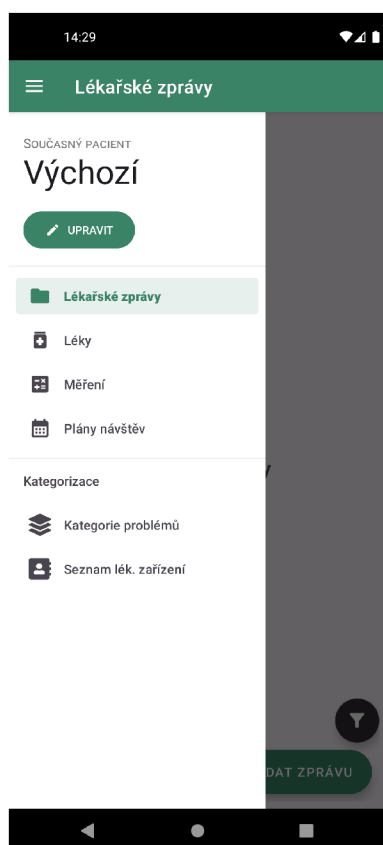 14:29
Lékařské zprávy
Současný pacient
Výchozí
UPRAVIT
Lékařské zprávy
Léky
Měření
Plány návštěv
Kategorizace
Kategorie problémů
Seznam lék. zařízení
DAT ZPRÁVU